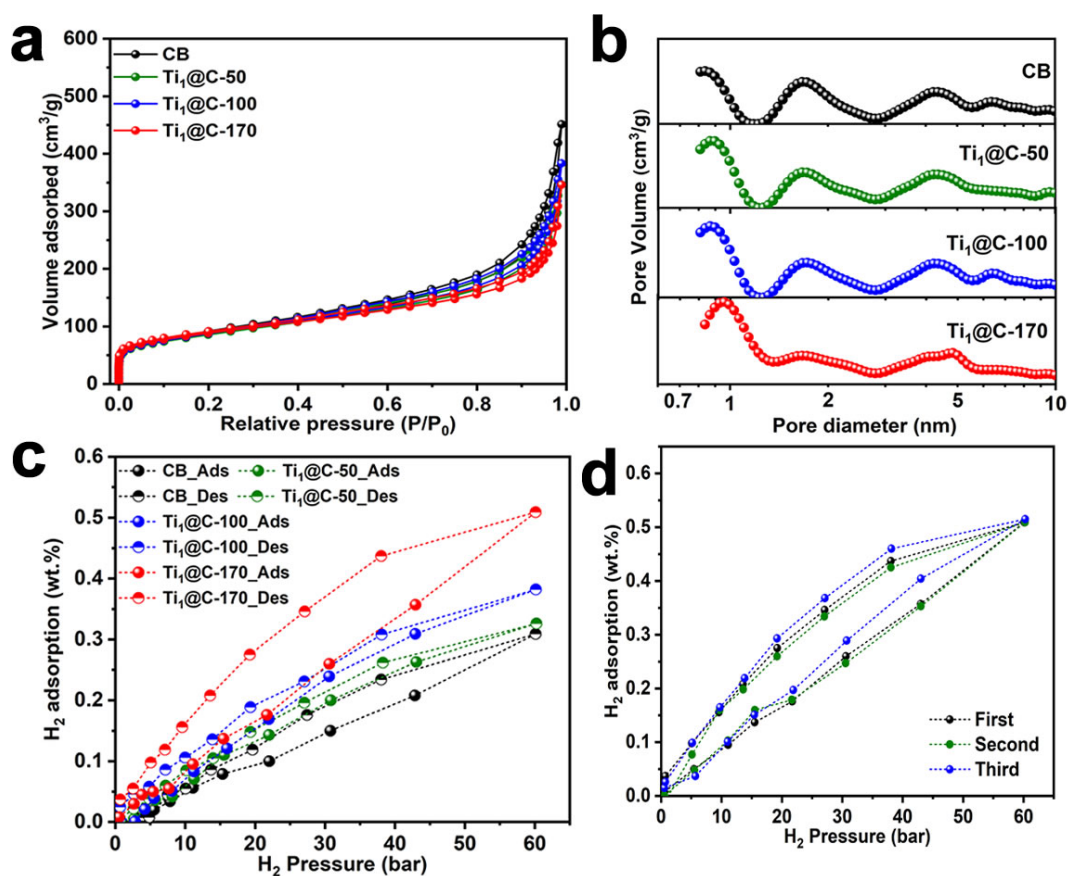 a
600
500
400
300
200
100
0
Volume adsorbed (cm³/g)
CB
Ti₁@C-50
Ti₁@C-100
Ti₁@C-170
0.0 0.2 0.4 0.6 0.8 1.0
Relative pressure (P/P₀)
b
Pore Volume (cm³/g)
CB
Ti₁@C-50
Ti₁@C-100
Ti₁@C-170
0.7 1 2 5 10
Pore diameter (nm)
c
0.6
0.5
0.4
0.3
0.2
0.1
0.0
H₂ adsorption (wt.%)
CB_Ads Ti₁@C-50_Ads
CB_Des Ti₁@C-50_Des
Ti₁@C-100_Ads
Ti₁@C-100_Des
Ti₁@C-170_Ads
Ti₁@C-170_Des
0 10 20 30 40 50 60
H₂ Pressure (bar)
d
0.6
0.5
0.4
0.3
0.2
0.1
0.0
H₂ adsorption (wt.%)
First
Second
Third
0 10 20 30 40 50 60
H₂ Pressure (bar)